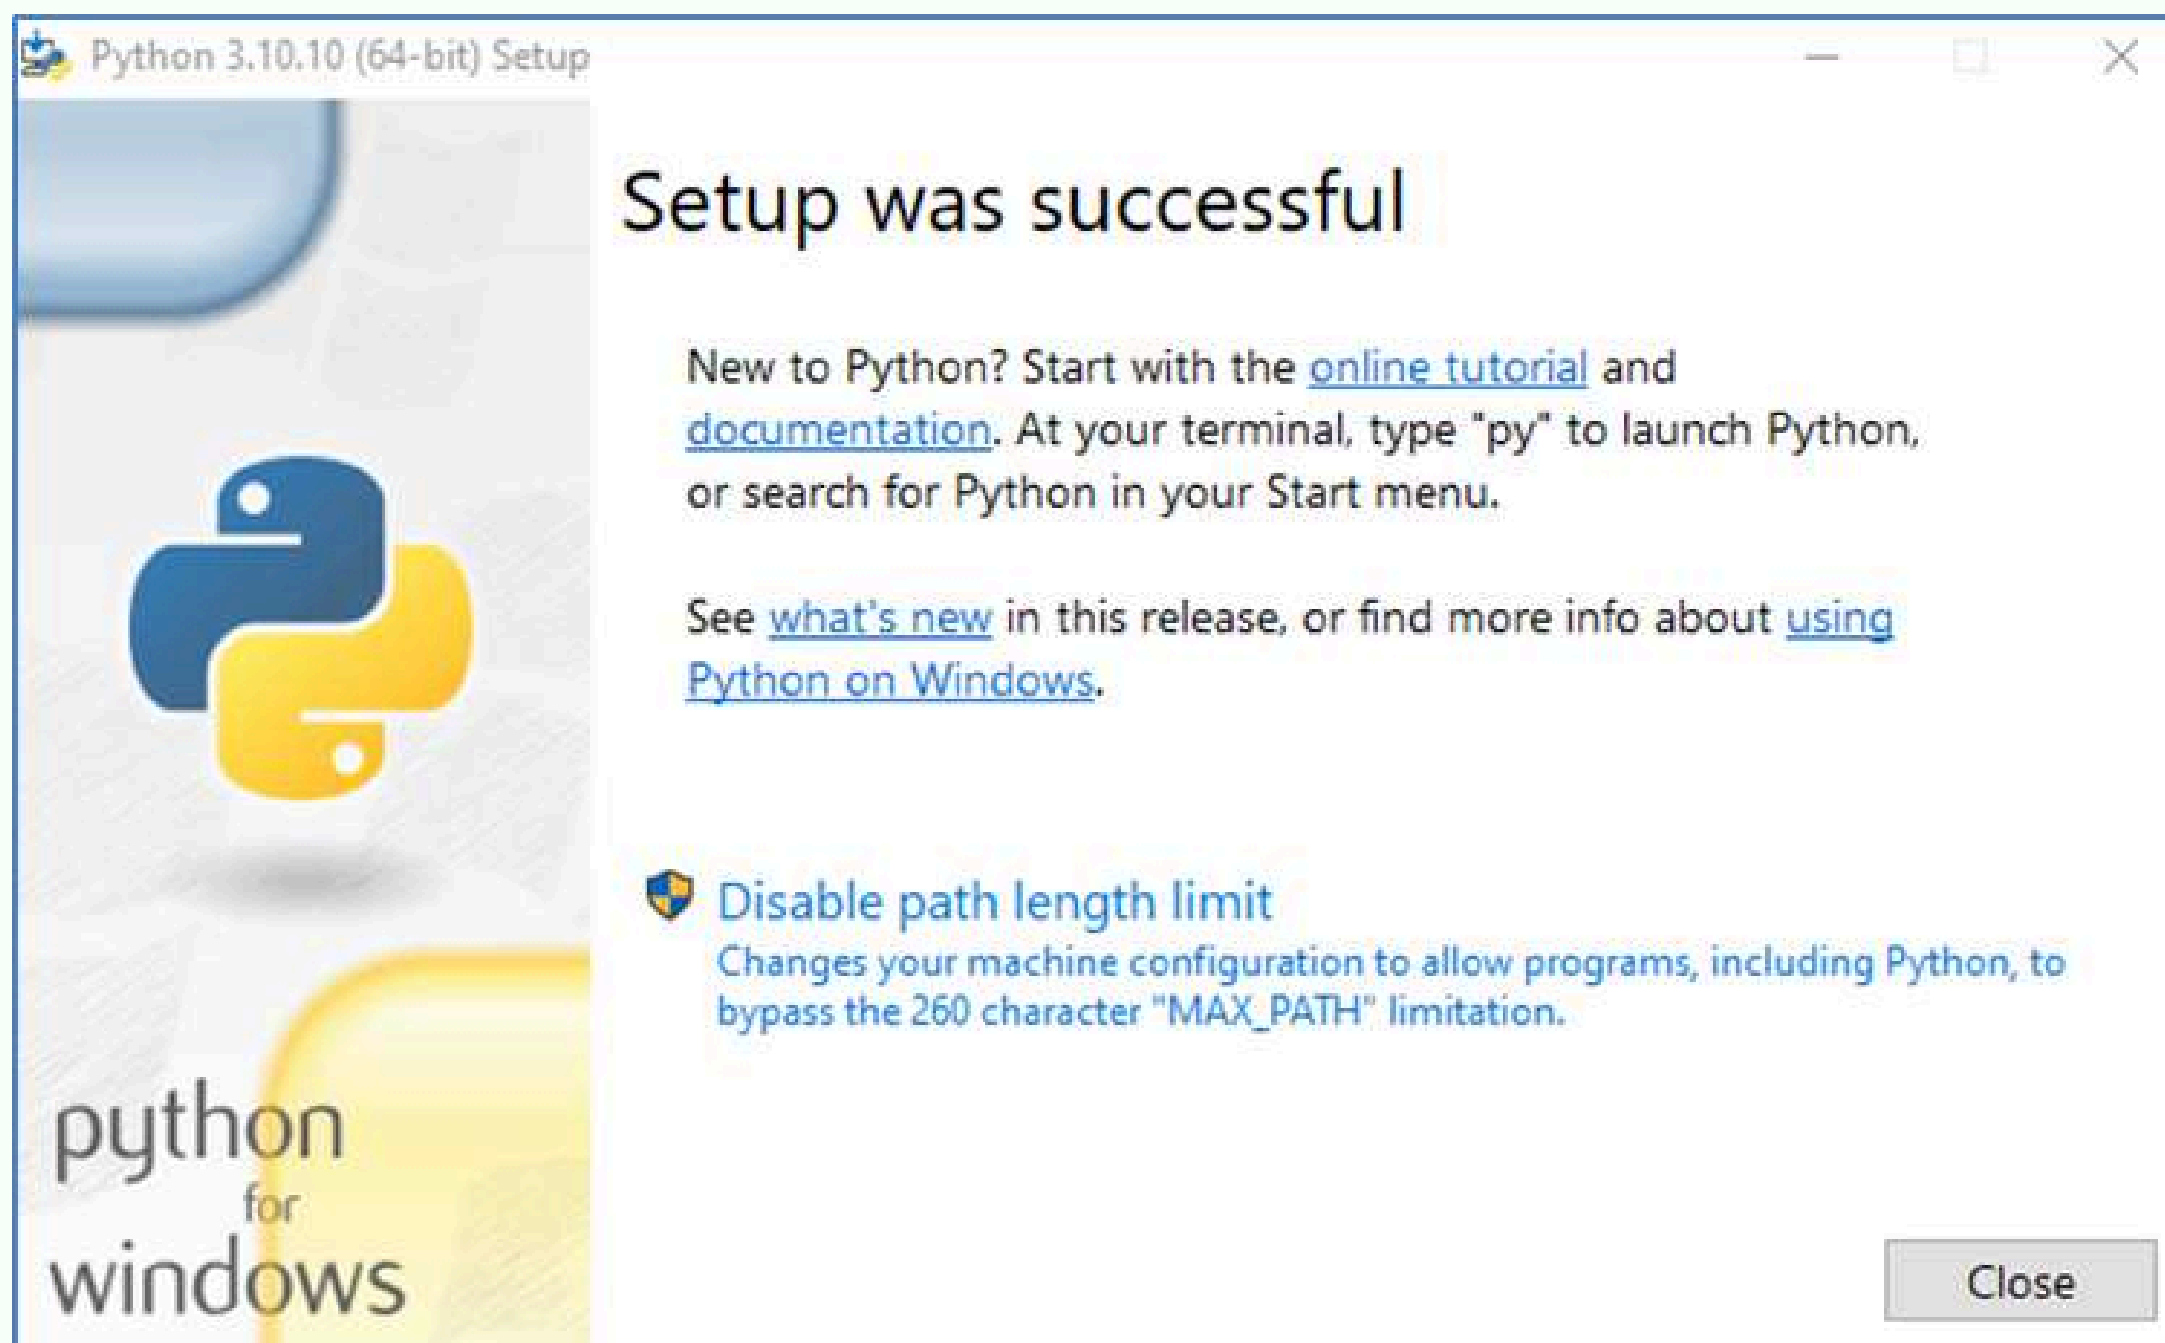 Python 3.10.10 (64-bit) Setup
Setup was successful
New to Python? Start with the online tutorial and
documentation. At your terminal, type "py" to launch Python,
or search for Python in your Start menu.
See what's new in this release, or find more info about using
Python on Windows.
Disable path length limit
Changes your machine configuration to allow programs, including Python, to
bypass the 260 character "MAX_PATH" limitation.
python
for
windows
Close